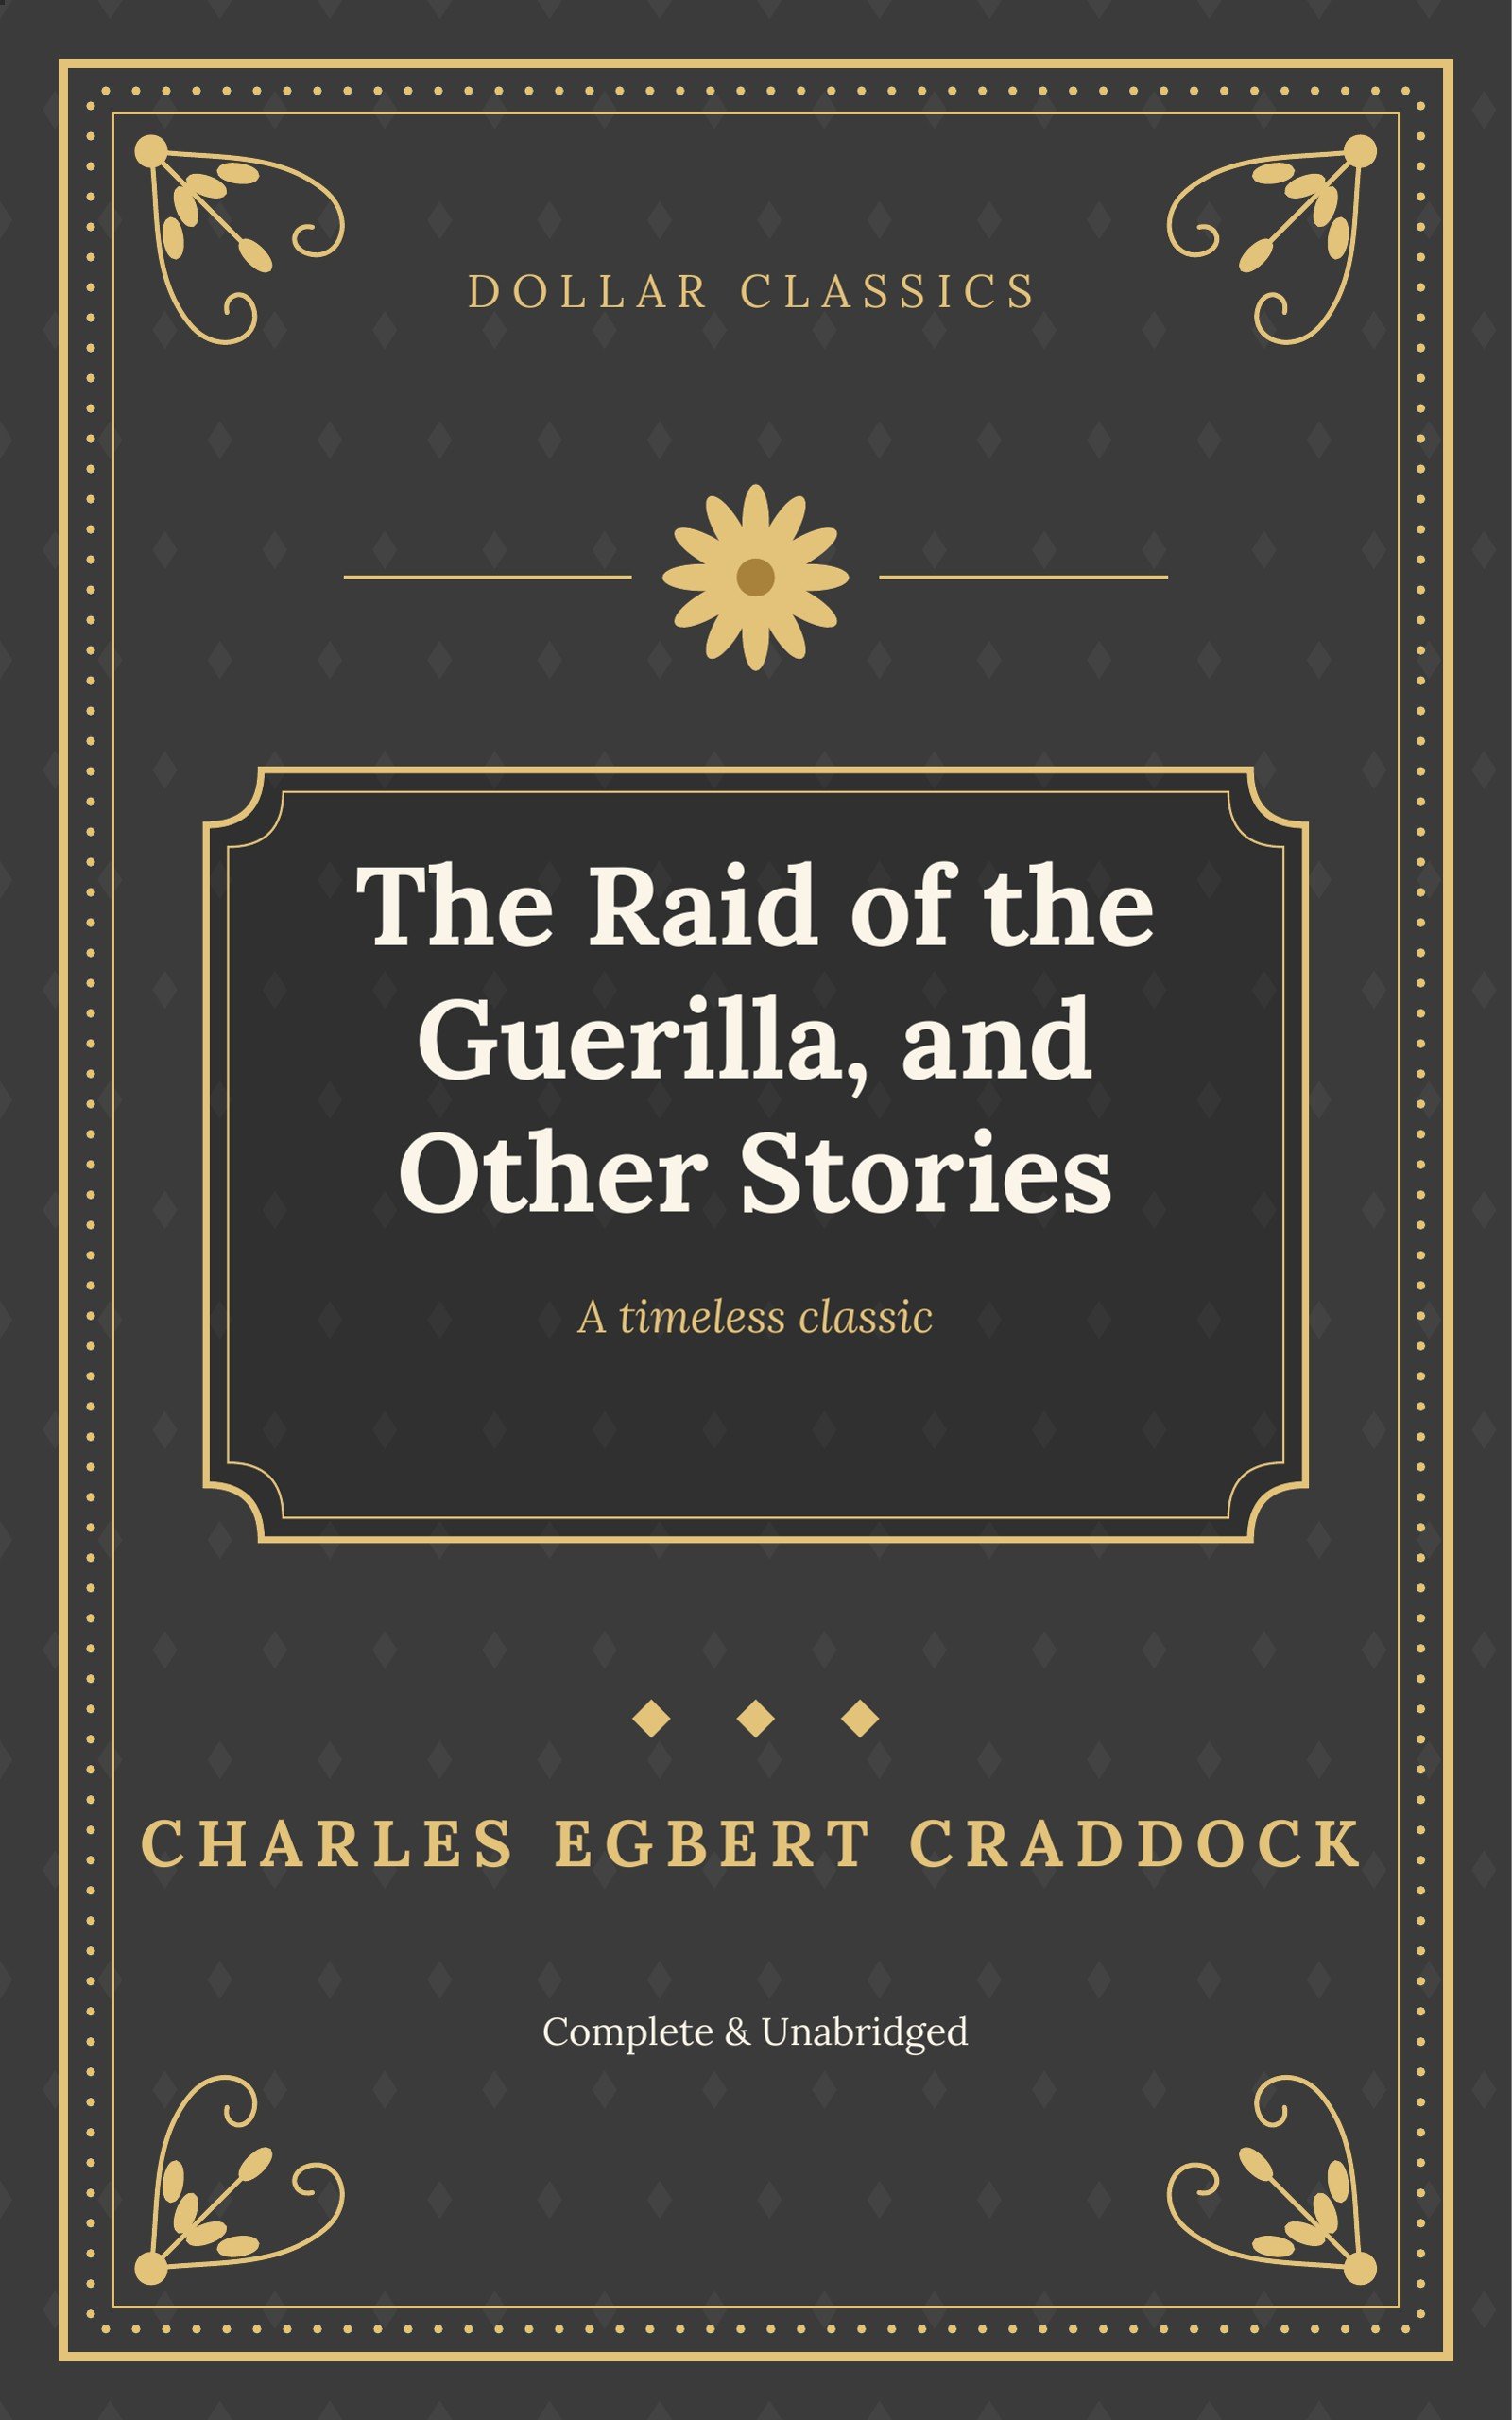 DOLLAR CLASSICS
The Raid of the
Guerilla, and
Other Stories
A timeless classic
CHARLES EGBERT CRADDOCK
Complete & Unabridged